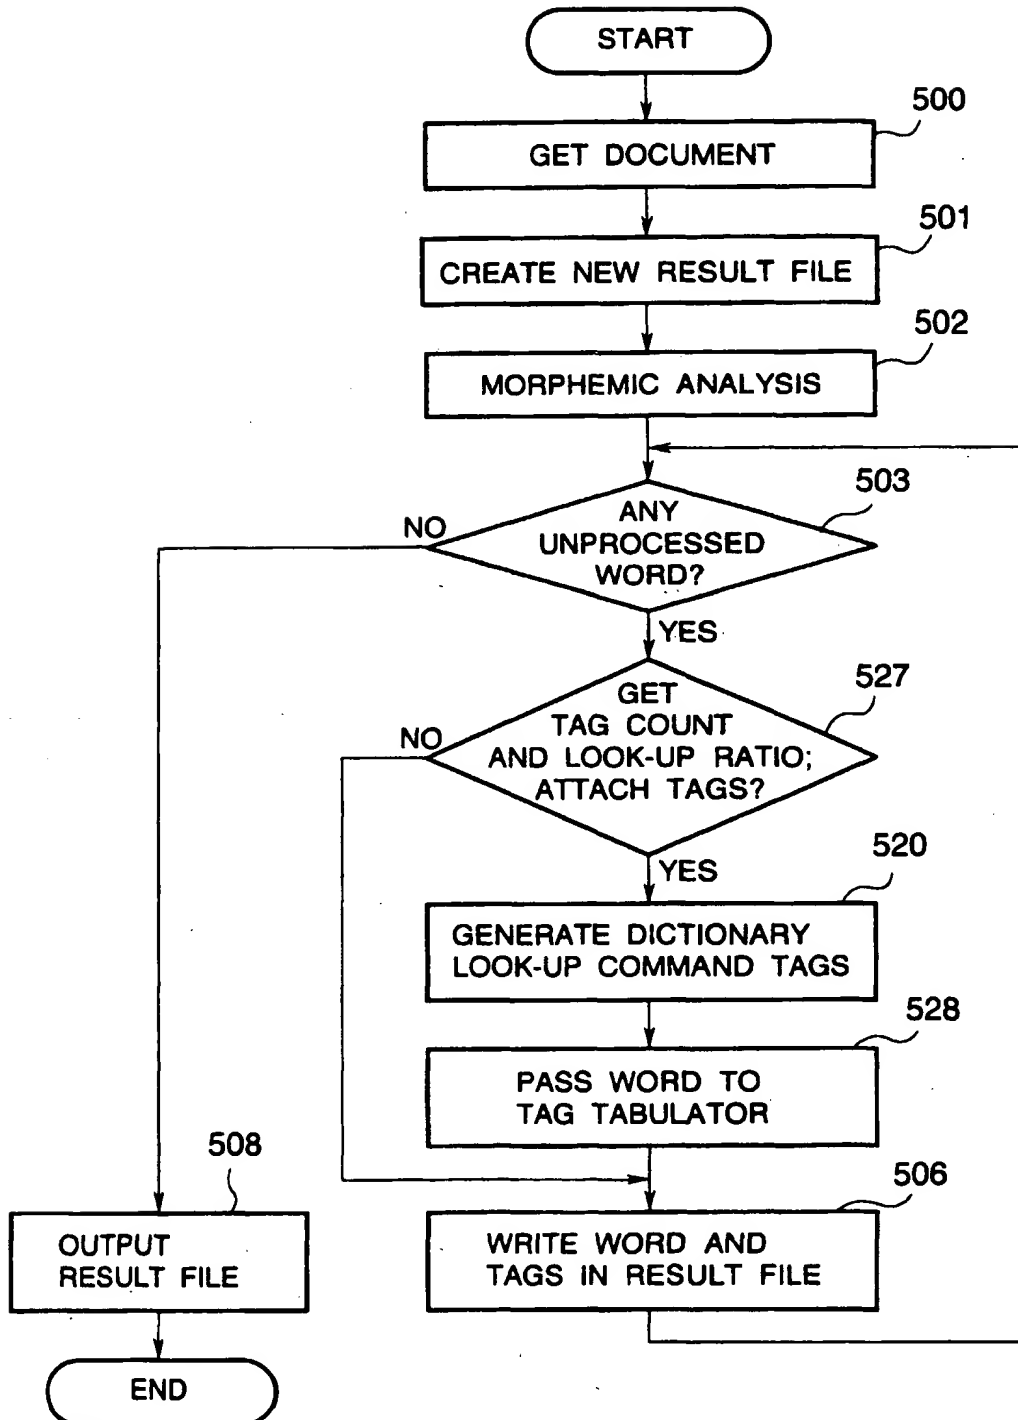 START
500
GET DOCUMENT
501
CREATE NEW RESULT FILE
502
MORPHEMIC ANALYSIS
503
ANY
UNPROCESSED
WORD?
NO
YES
527
GET
TAG COUNT
AND LOOK-UP RATIO;
ATTACH TAGS?
NO
YES
520
GENERATE DICTIONARY
LOOK-UP COMMAND TAGS
528
PASS WORD TO
TAG TABULATOR
506
WRITE WORD AND
TAGS IN RESULT FILE
508
OUTPUT
RESULT FILE
END